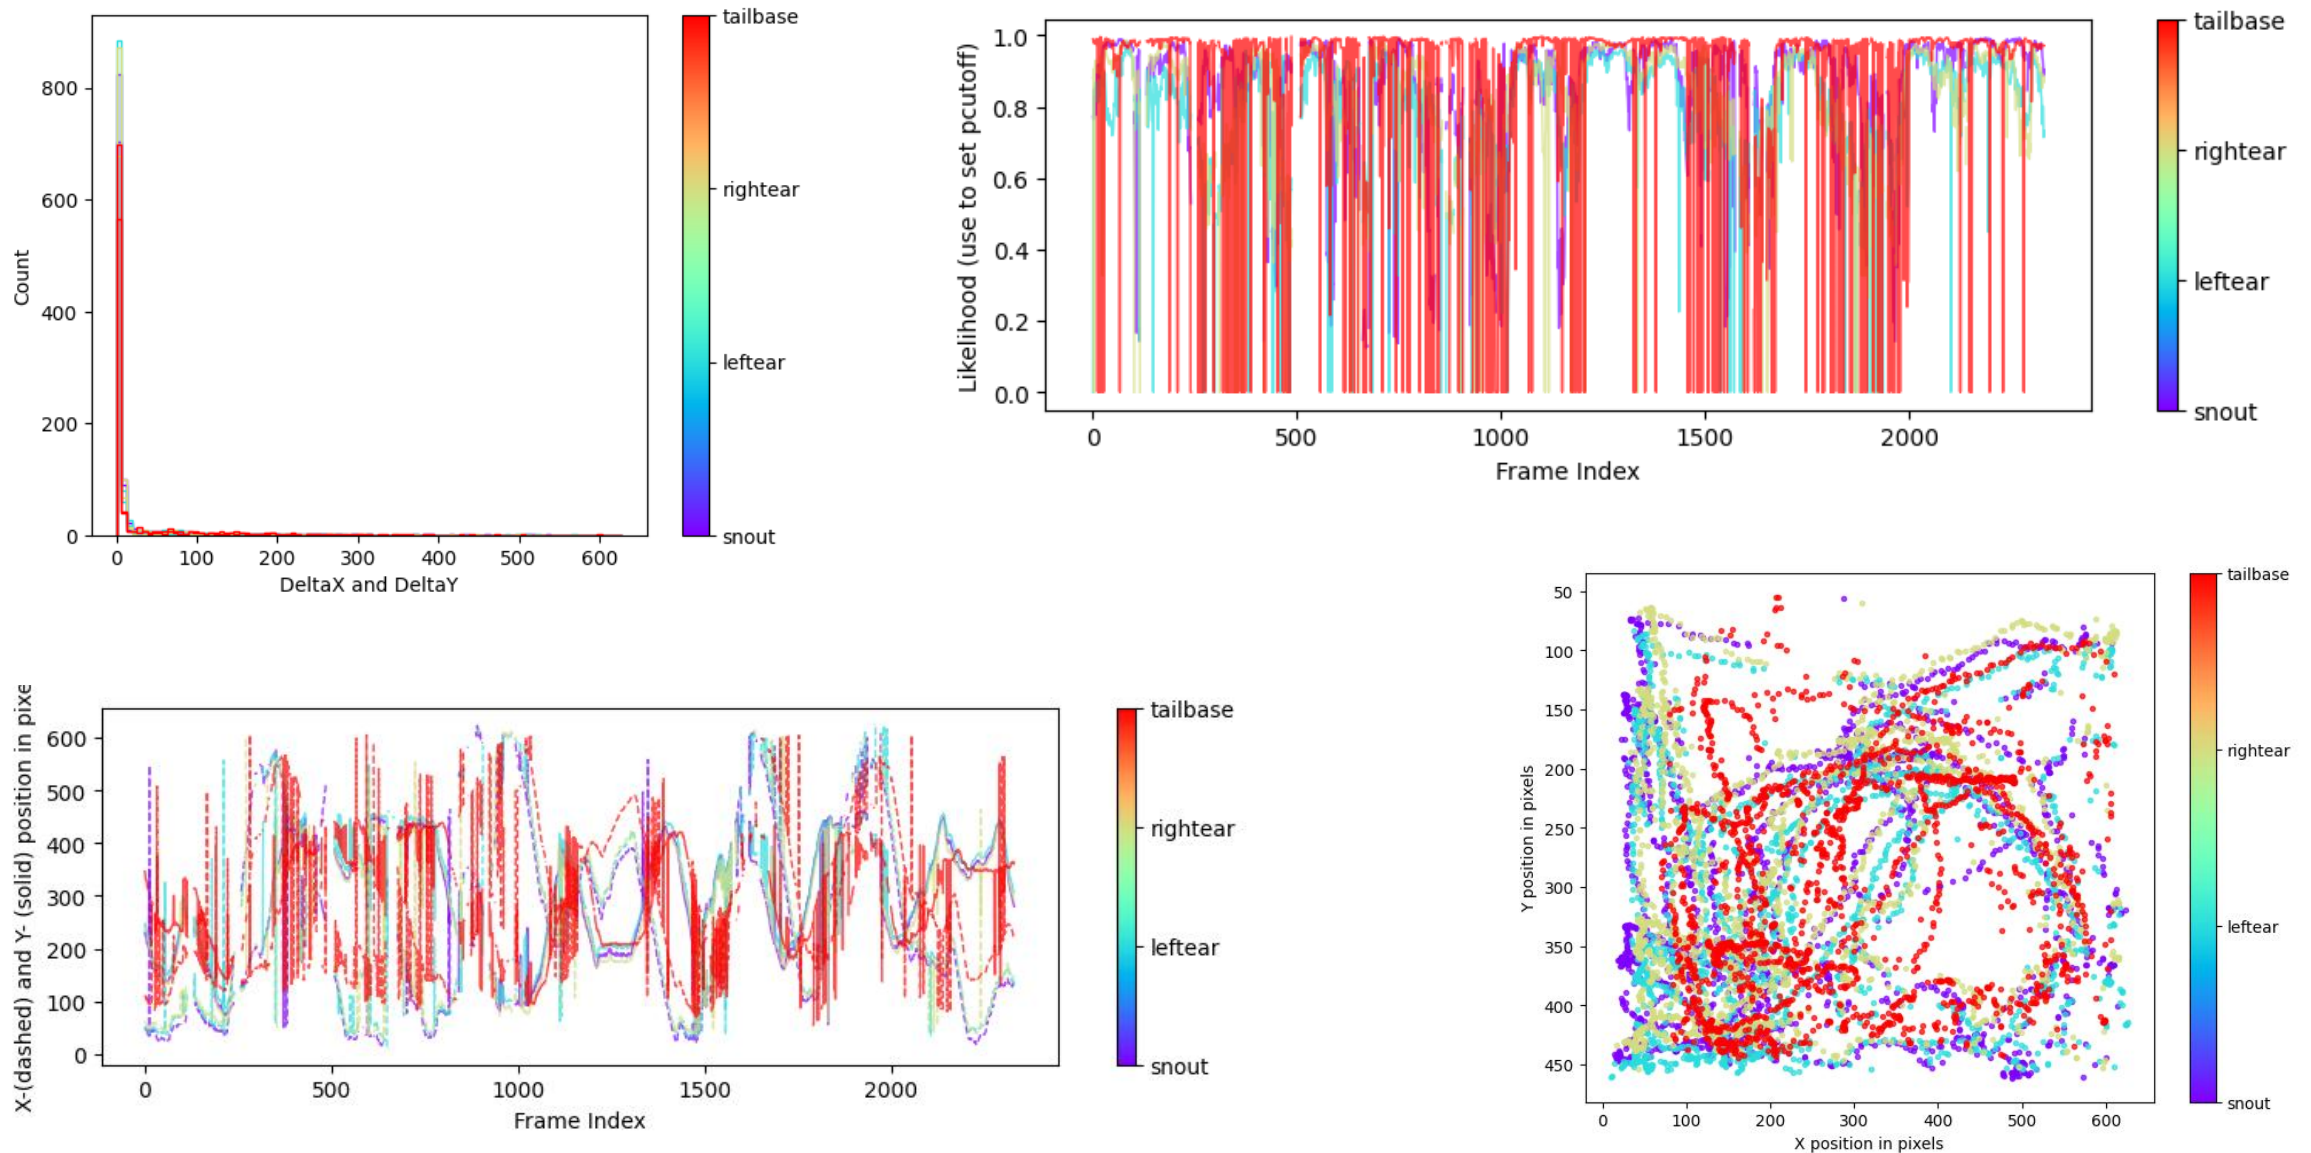 tailbase
800
600
rightear
Count
400
leftear
200
0
snout
0 100 200 300 400 500 600
DeltaX and DeltaY
1.0
0.8
0.6
0.4
0.2
0.0
Likelihood (use to set pcutoff)
0 500 1000 1500 2000
Frame Index
tailbase
rightear
leftear
snout
X-(dashed) and Y- (solid) position in pixe
600
500
400
300
200
100
0
0 500 1000 1500 2000
Frame Index
tailbase
rightear
leftear
snout
50
100
150
200
250
300
350
400
450
Y position in pixels
0 100 200 300 400 500 600
X position in pixels
tailbase
rightear
leftear
snout